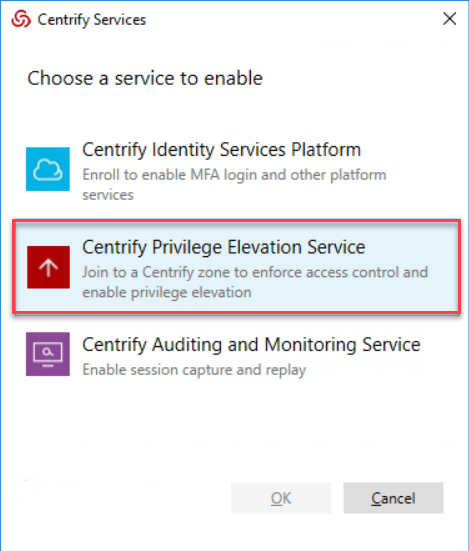 Centrify Services
Choose a service to enable
Centrify Identity Services Platform
Enroll to enable MFA login and other platform
services
Centrify Privilege Elevation Service
Join to a Centrify zone to enforce access control and
enable privilege elevation
Centrify Auditing and Monitoring Service
Enable session capture and replay
OK
Cancel